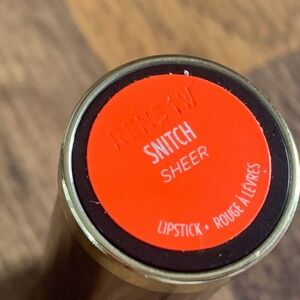 SNITCH
SHEER
LIPSTICK • ROUGE À LÈVRES